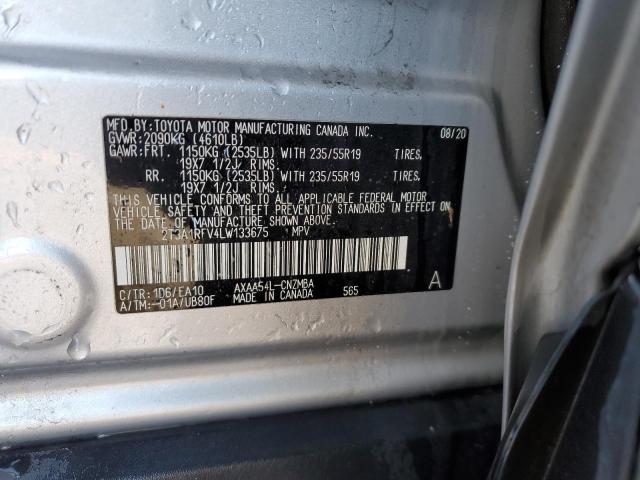 MFD.BY:TOYOTA MOTOR MANUFACTURING CANADA INC. 08/20
GVWR:2090KG (4610LB)
GAWR:FRT. 1150KG (2535LB) WITH 235/55R19 TIRES,
19X7 1/2J RIMS.
RR. 1150KG (2535LB) WITH 235/55R19 TIRES,
19X7 1/2J RIMS.
THIS VEHICLE CONFORMS TO ALL APPLICABLE FEDERAL MOTOR
VEHICLE SAFETY AND THEFT PREVENTION STANDARDS IN EFFECT ON
THE DATE OF MANUFACTURE SHOWN ABOVE.
2T3A1RFV4LW133675 MPV
C/TR:1D6/EA10 AXAA54L-CNZMBA 565 A
A/TM:-01A/UB80F MADE IN CANADA